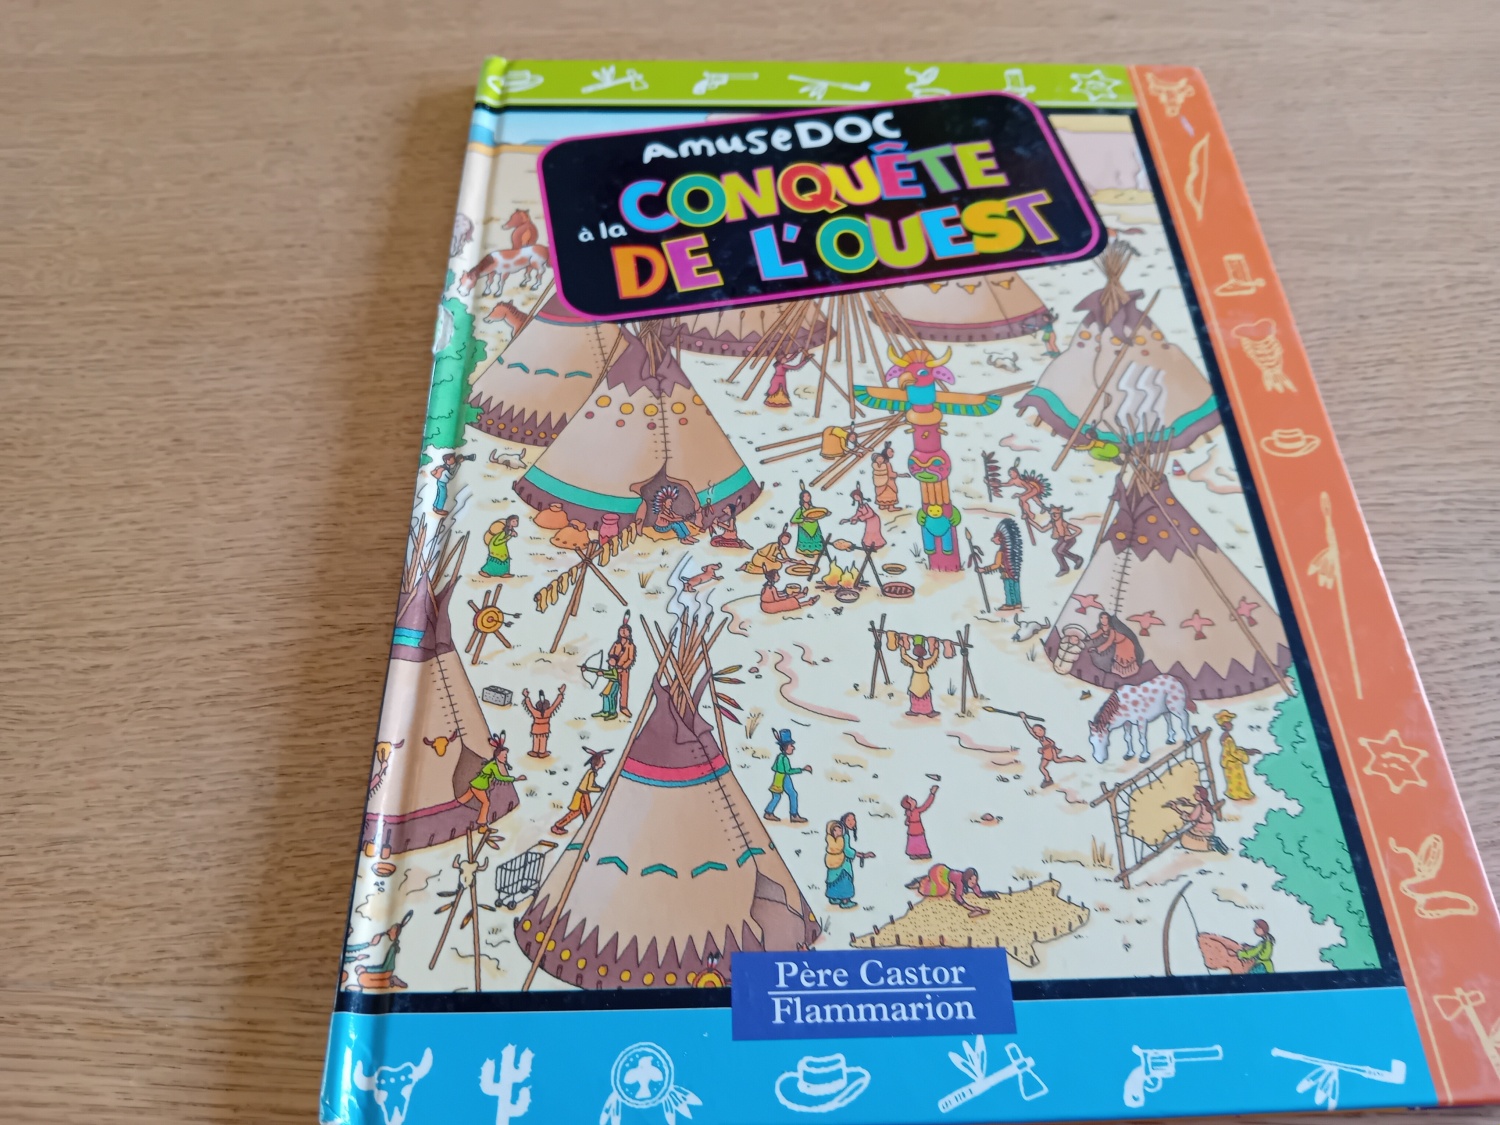 AmuseDOC
à la CONQUÊTE
DE L'OUEST
Père Castor
Flammarion